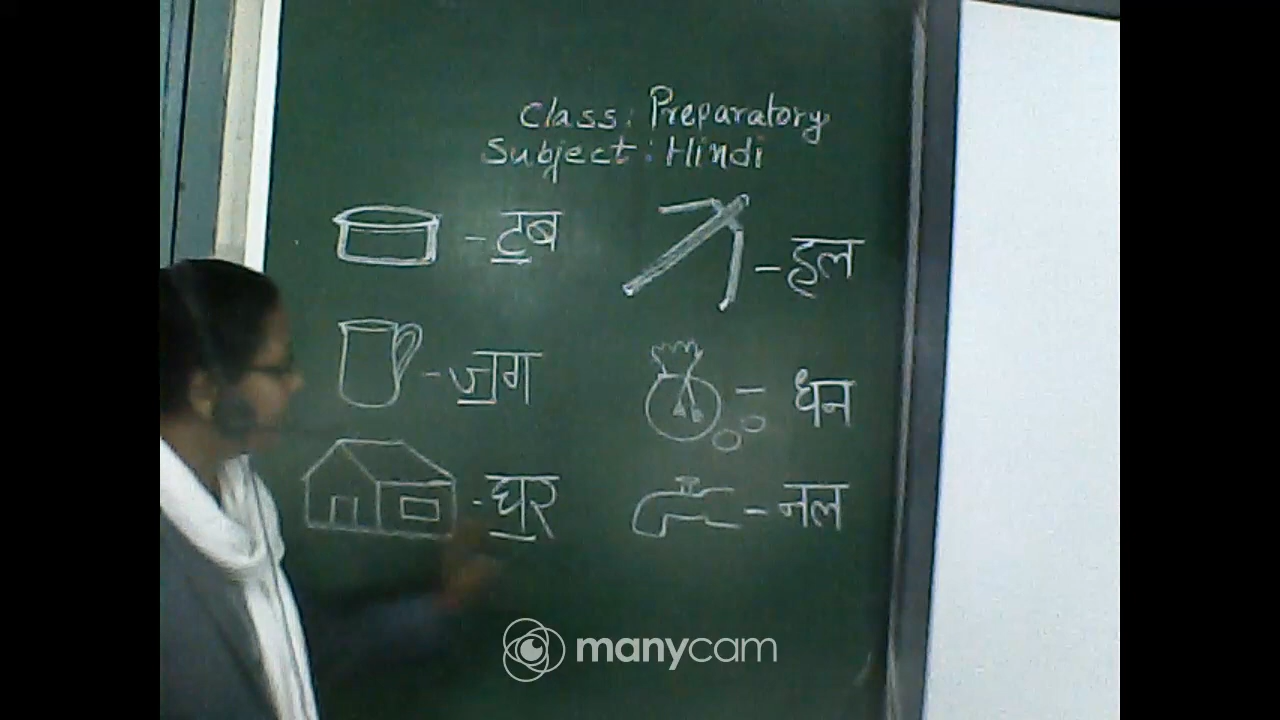 Class: Preparatory
Subject: Hindi
- टब
- हल
- जग
- धन
- घर
- नल
manycam